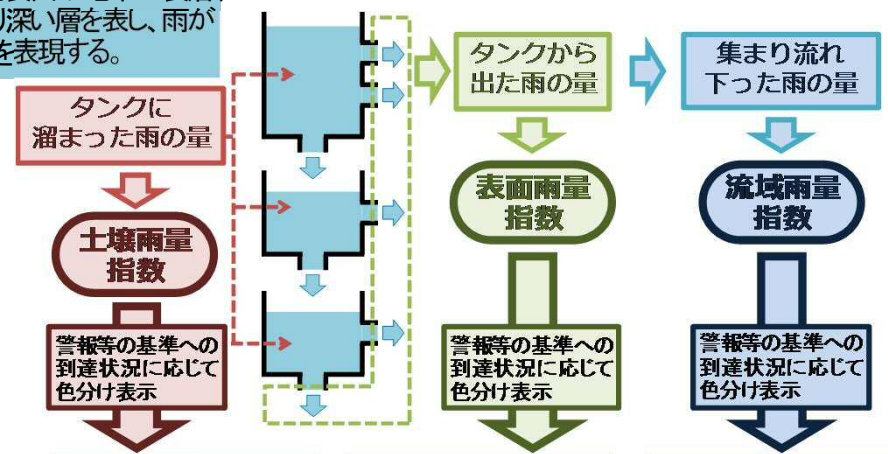 り深い層を表し、雨が
を表現する。
タンクに
溜まった雨の量
土壌雨量
指数
警報等の基準への
到達状況に応じて
色分け表示
タンクから
出た雨の量
表面雨量
指数
警報等の基準への
到達状況に応じて
色分け表示
集まり流れ
下った雨の量
流域雨量
指数
警報等の基準への
到達状況に応じて
色分け表示